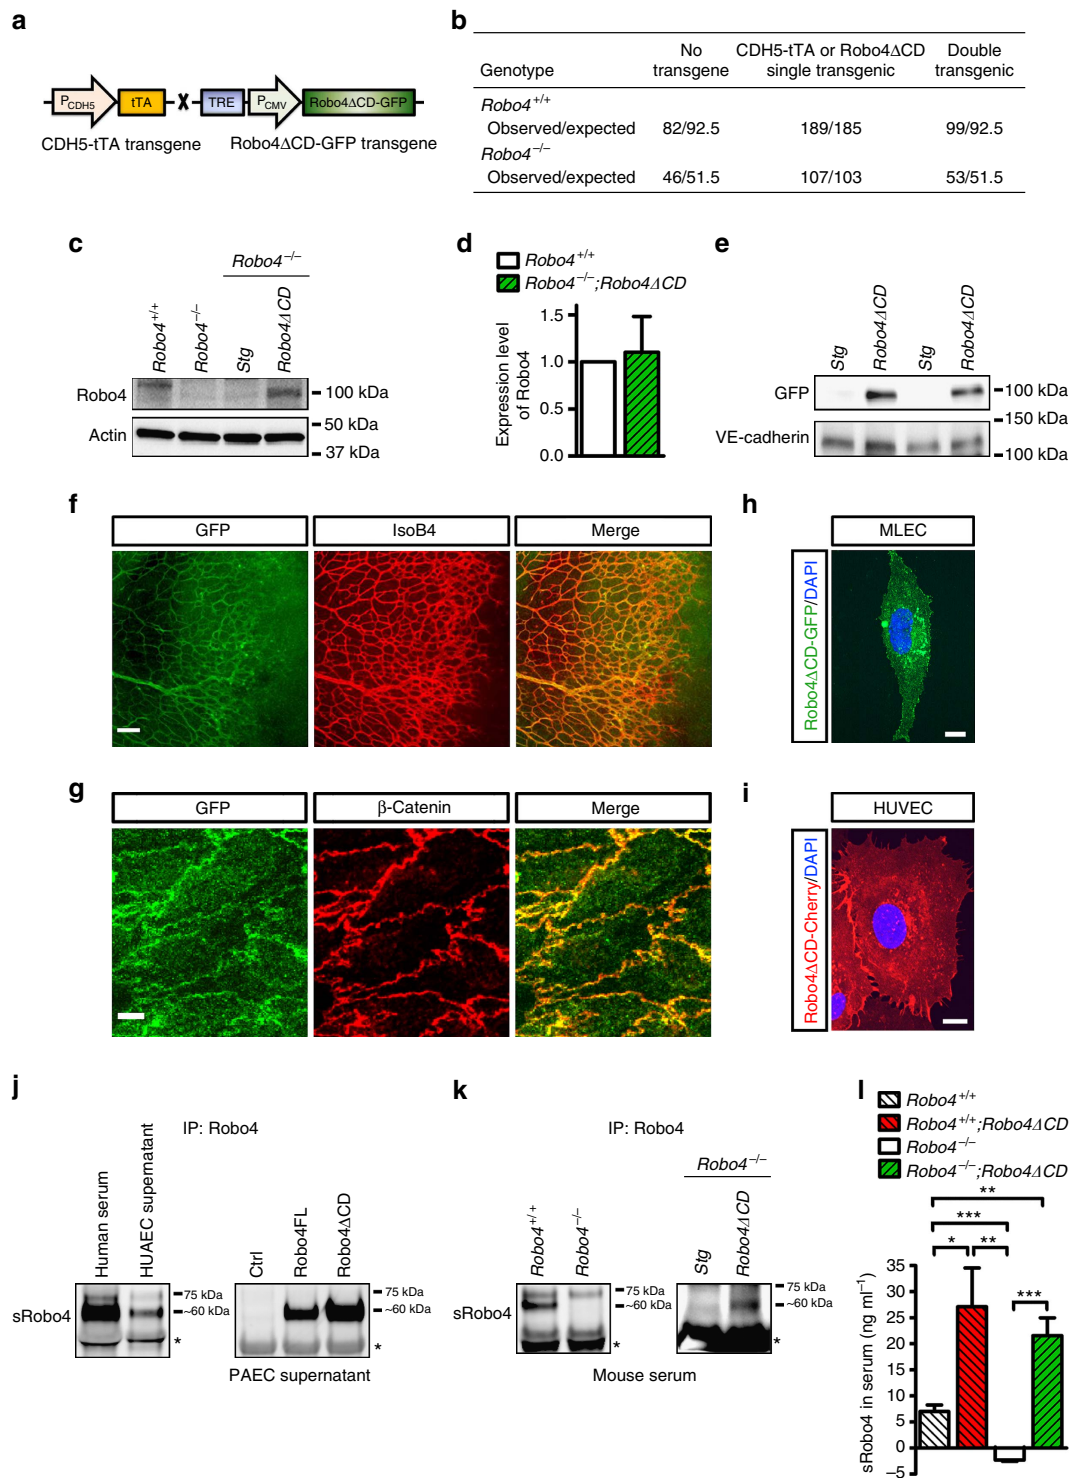 a
P_CDH5 tTA X TRE P_CMV Robo4ΔCD-GFP
CDH5-tTA transgene Robo4ΔCD-GFP transgene
b
Genotype No transgene CDH5-tTA or Robo4ΔCD single transgenic Double transgenic
Robo4+/+
Observed/expected 82/92.5 189/185 99/92.5
Robo4−/−
Observed/expected 46/51.5 107/103 53/51.5
c
Robo4−/−
Robo4+/+ Robo4−/− Stg Robo4ΔCD
Robo4 100 kDa
Actin 50 kDa
37 kDa
d
Robo4+/+
Robo4−/−;Robo4ΔCD
Expression level of Robo4
1.5
1.0
0.5
0.0
e
Stg Robo4ΔCD Stg Robo4ΔCD
GFP 100 kDa
150 kDa
VE-cadherin
100 kDa
f
GFP IsoB4 Merge
g
GFP β-Catenin Merge
h
MLEC
Robo4ΔCD-GFP/DAPI
i
HUVEC
Robo4ΔCD-Cherry/DAPI
j
IP: Robo4
Human serum HUAEC supernatant
Ctrl Robo4FL Robo4ΔCD
75 kDa 75 kDa
sRobo4 ~60 kDa ~60 kDa
* *
PAEC supernatant
k
IP: Robo4
Robo4−/−
Robo4+/+ Robo4−/− Stg Robo4ΔCD
75 kDa 75 kDa
sRobo4 ~60 kDa ~60 kDa
* *
Mouse serum
l
Robo4+/+
Robo4+/+;Robo4ΔCD
Robo4−/−
Robo4−/−;Robo4ΔCD
**
***
* **
***
sRobo4 in serum (ng ml−1)
35
30
25
20
15
10
5
0
−5